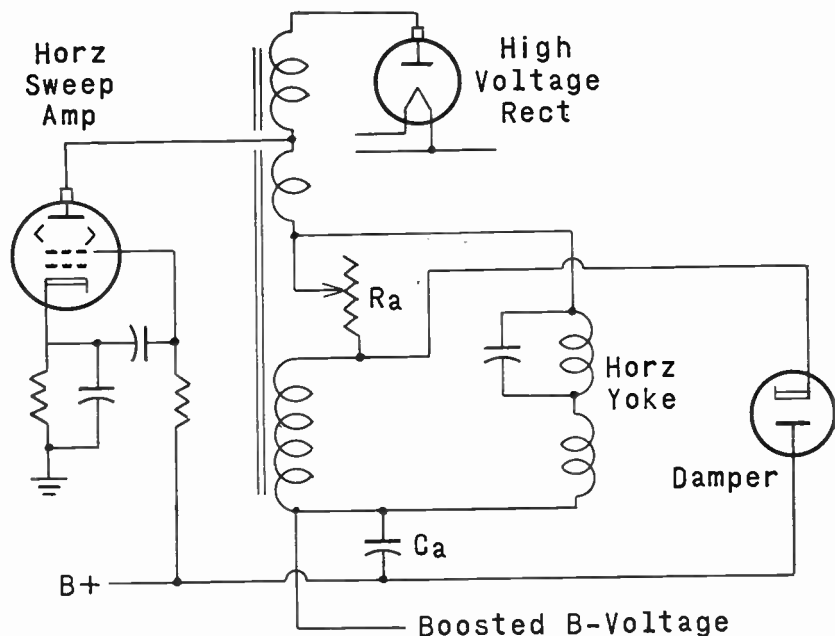 Horz
Sweep
Amp
High
Voltage
Rect
Ra
Horz
Yoke
Damper
Ca
B+
Boosted B-Voltage